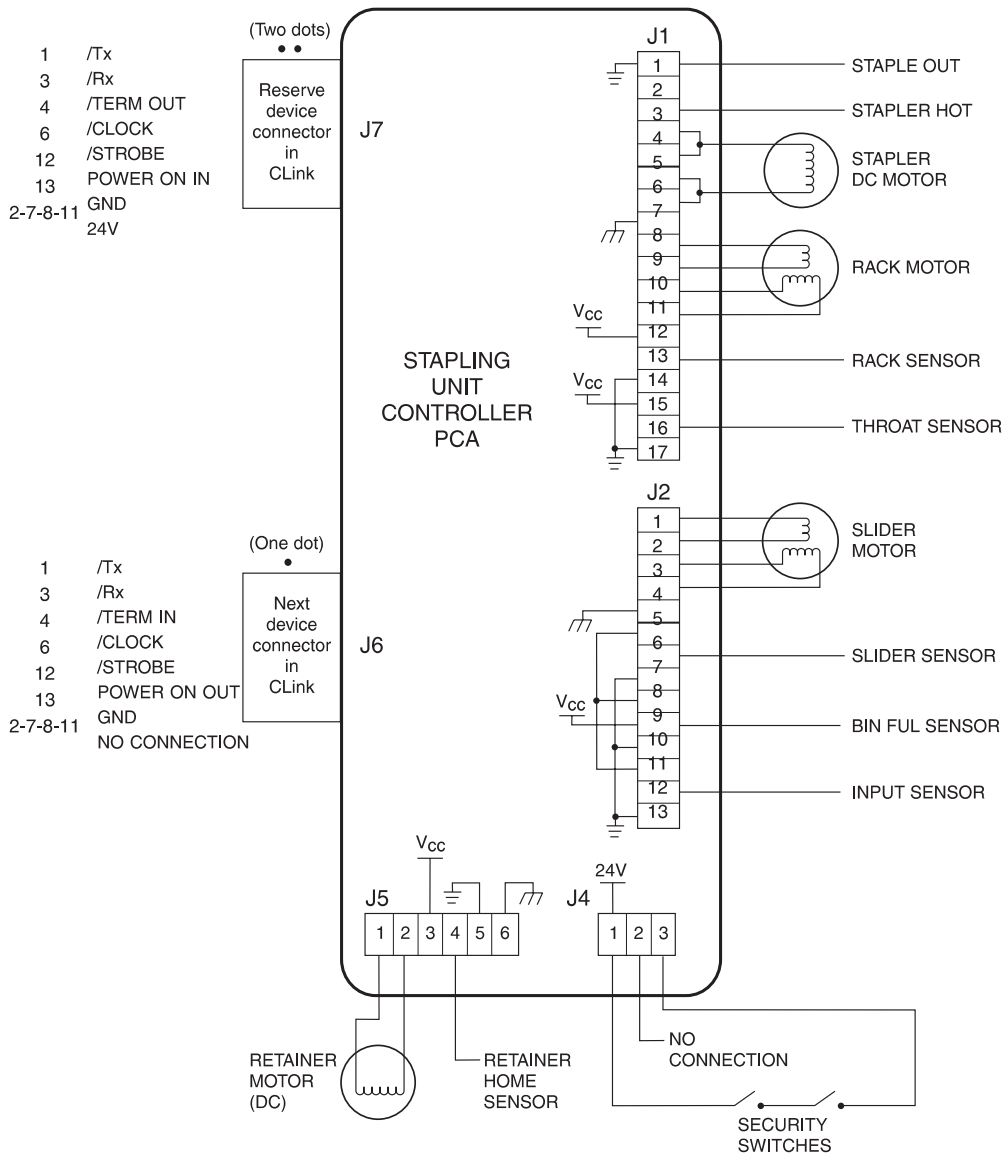 (Two dots)
1 /Tx
3 /Rx
4 /TERM OUT
6 /CLOCK
12 /STROBE
13 POWER ON IN
2-7-8-11 GND
24V
Reserve
device
connector
in
CLink
J7
STAPLING
UNIT
CONTROLLER
PCA
J1
1
2
3
4
5
6
7
8
9
10
11
12
13
14
15
16
17
Vcc
Vcc
STAPLE OUT
STAPLER HOT
STAPLER
DC MOTOR
RACK MOTOR
RACK SENSOR
THROAT SENSOR
(One dot)
1 /Tx
3 /Rx
4 /TERM IN
6 /CLOCK
12 /STROBE
13 POWER ON OUT
2-7-8-11 GND
NO CONNECTION
Next
device
connector
in
CLink
J6
J2
1
2
3
4
5
6
7
8
9
10
11
12
13
Vcc
SLIDER
MOTOR
SLIDER SENSOR
BIN FUL SENSOR
INPUT SENSOR
Vcc
J5
1 2 3 4 5 6
24V
J4
1 2 3
RETAINER
MOTOR
(DC)
RETAINER
HOME
SENSOR
NO
CONNECTION
SECURITY
SWITCHES